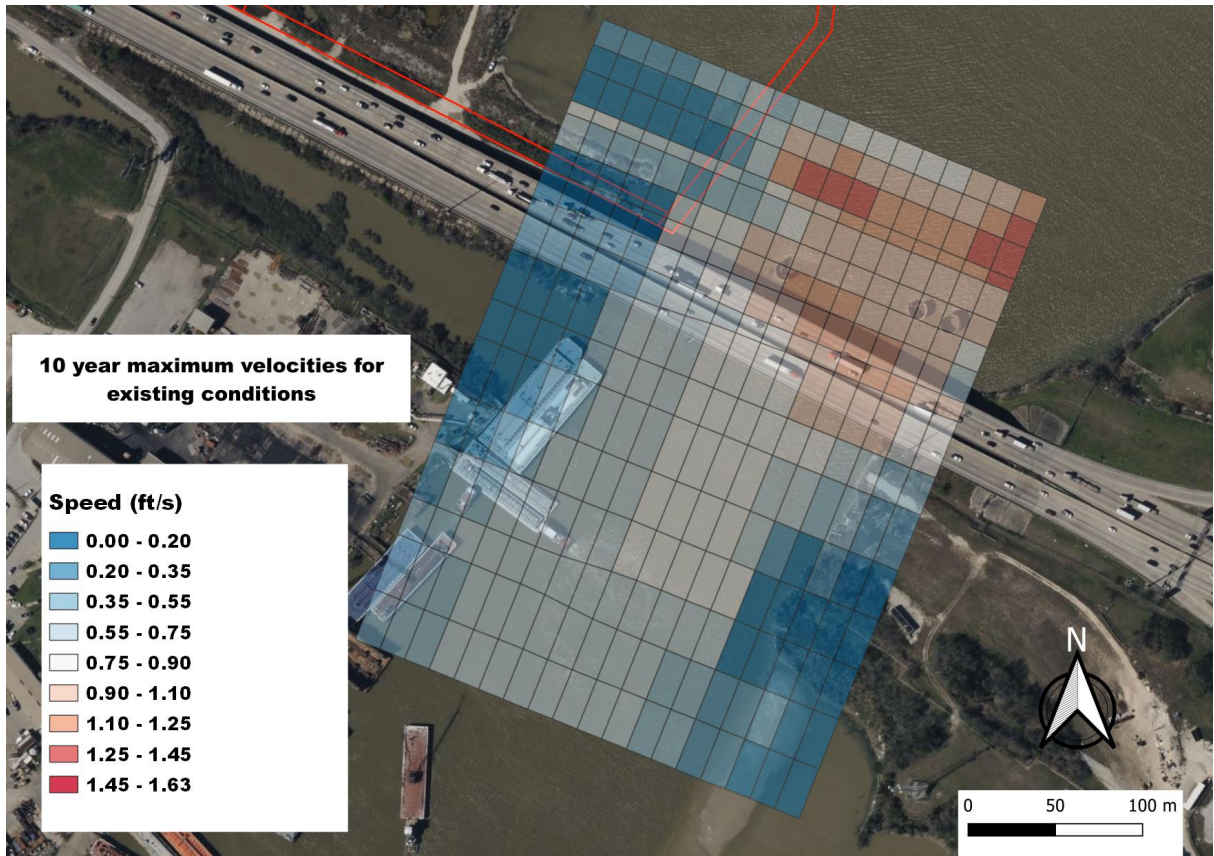 10 year maximum velocities for
existing conditions
Speed (ft/s)
0.00 - 0.20
0.20 - 0.35
0.35 - 0.55
0.55 - 0.75
0.75 - 0.90
0.90 - 1.10
1.10 - 1.25
1.25 - 1.45
1.45 - 1.63
N
0 50 100 m